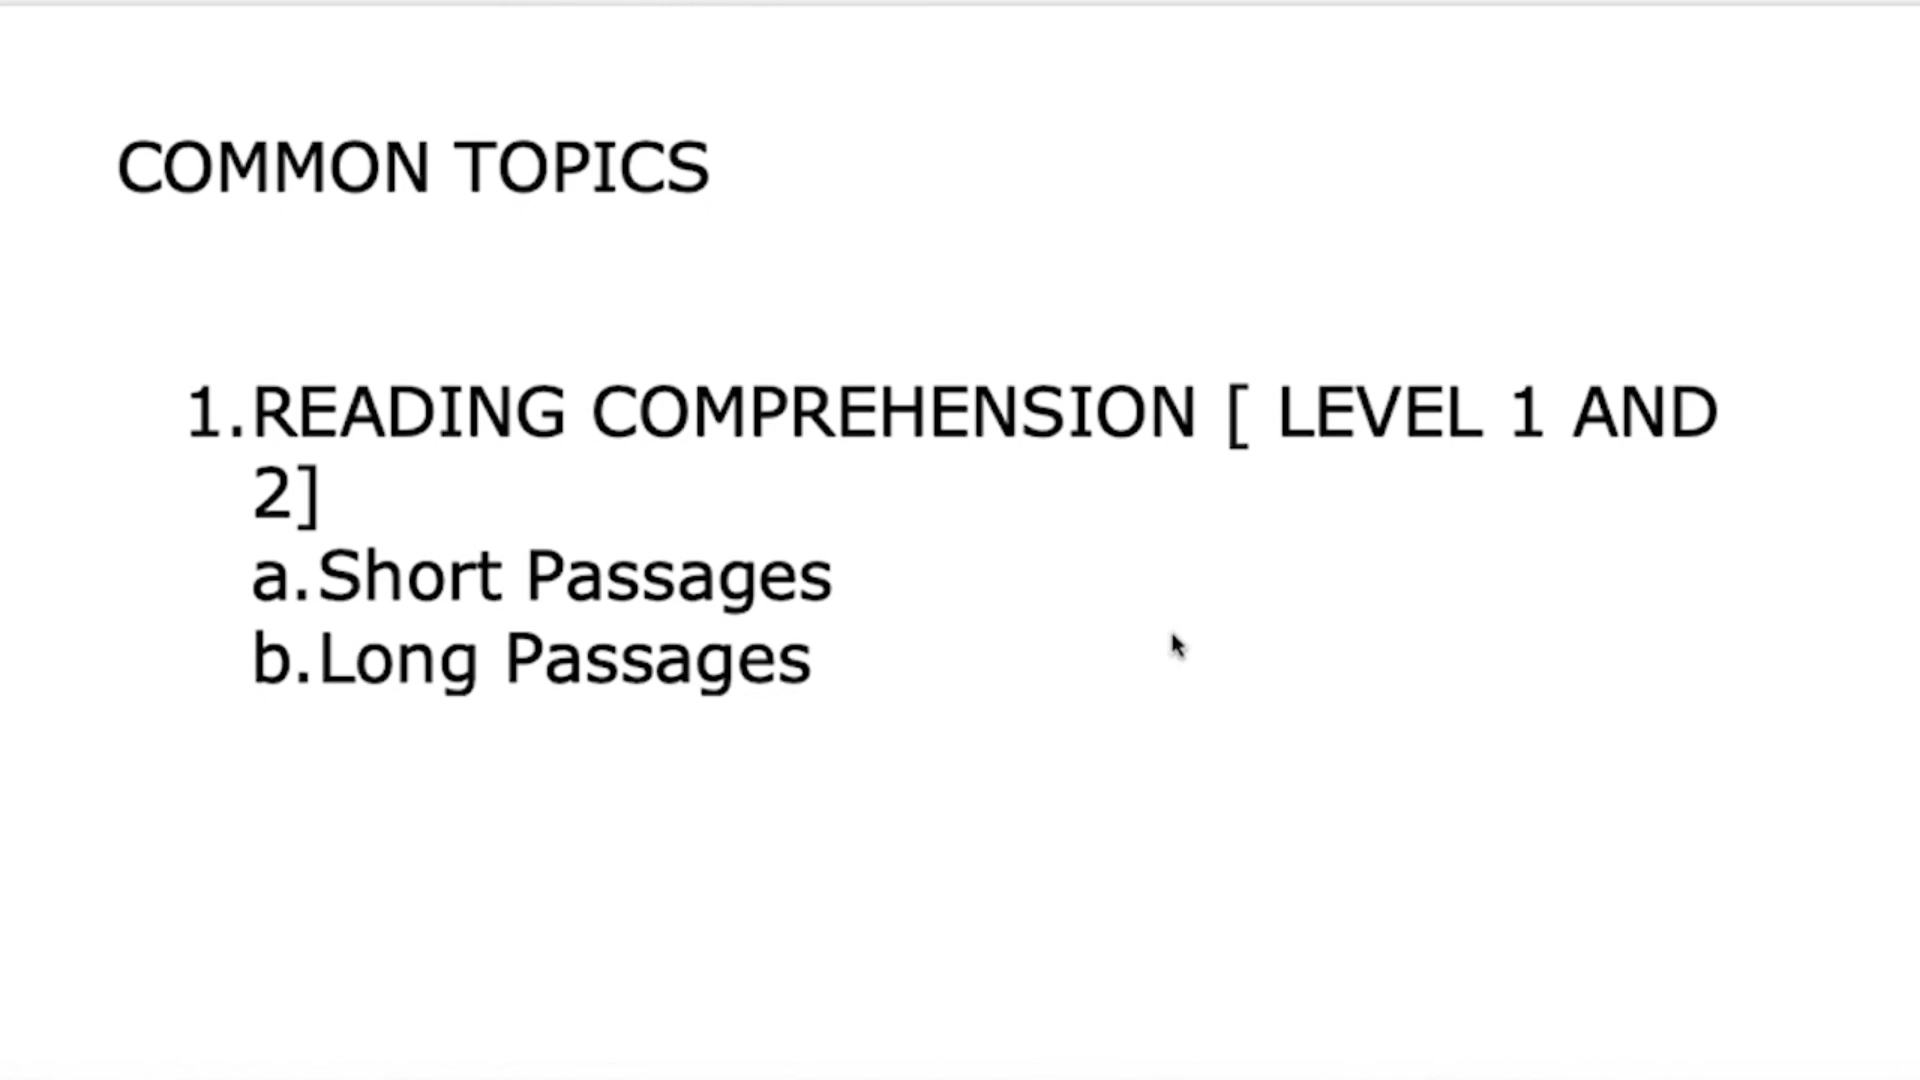 COMMON TOPICS
1.READING COMPREHENSION [ LEVEL 1 AND
2]
a.Short Passages
b.Long Passages